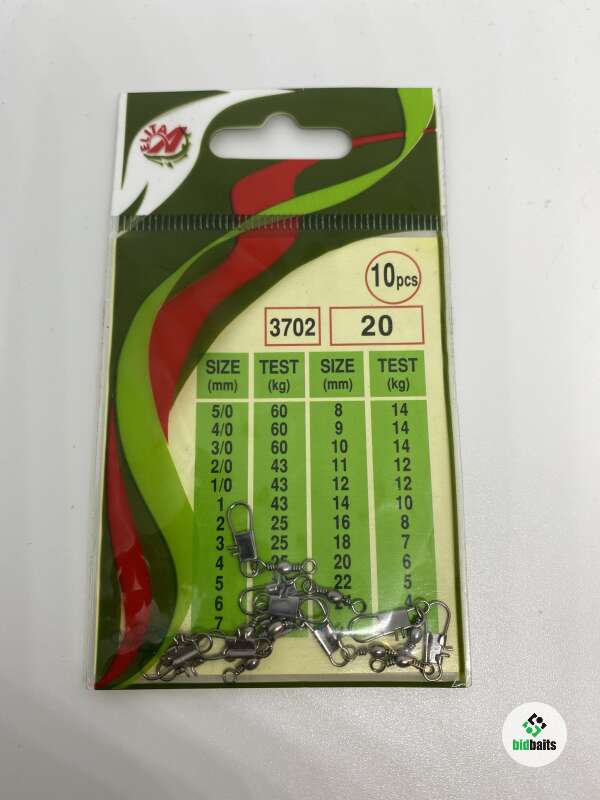 ELITA
10pcs
3702 20
SIZE TEST SIZE TEST
(mm) (kg) (mm) (kg)
5/0 60 8 14
4/0 60 9 14
3/0 60 10 14
2/0 43 11 12
1/0 43 12 12
1 43 14 10
2 25 16 8
3 25 18 7
4 25 20 6
5 22 5
6 4
7
bidbaits